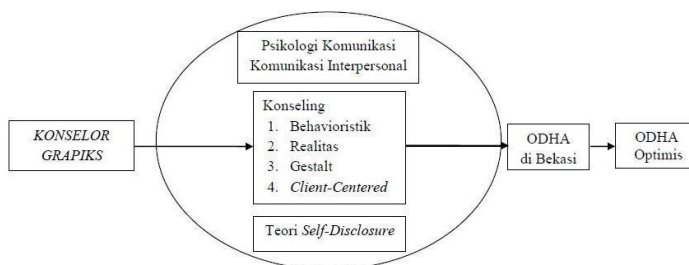 Psikologi Komunikasi
Komunikasi Interpersonal
KONSELOR
GRAPIKS
Konseling
1. Behavioristik
2. Realitas
3. Gestalt
4. Client-Centered
ODHA
di Bekasi
ODHA
Optimis
Teori Self-Disclosure